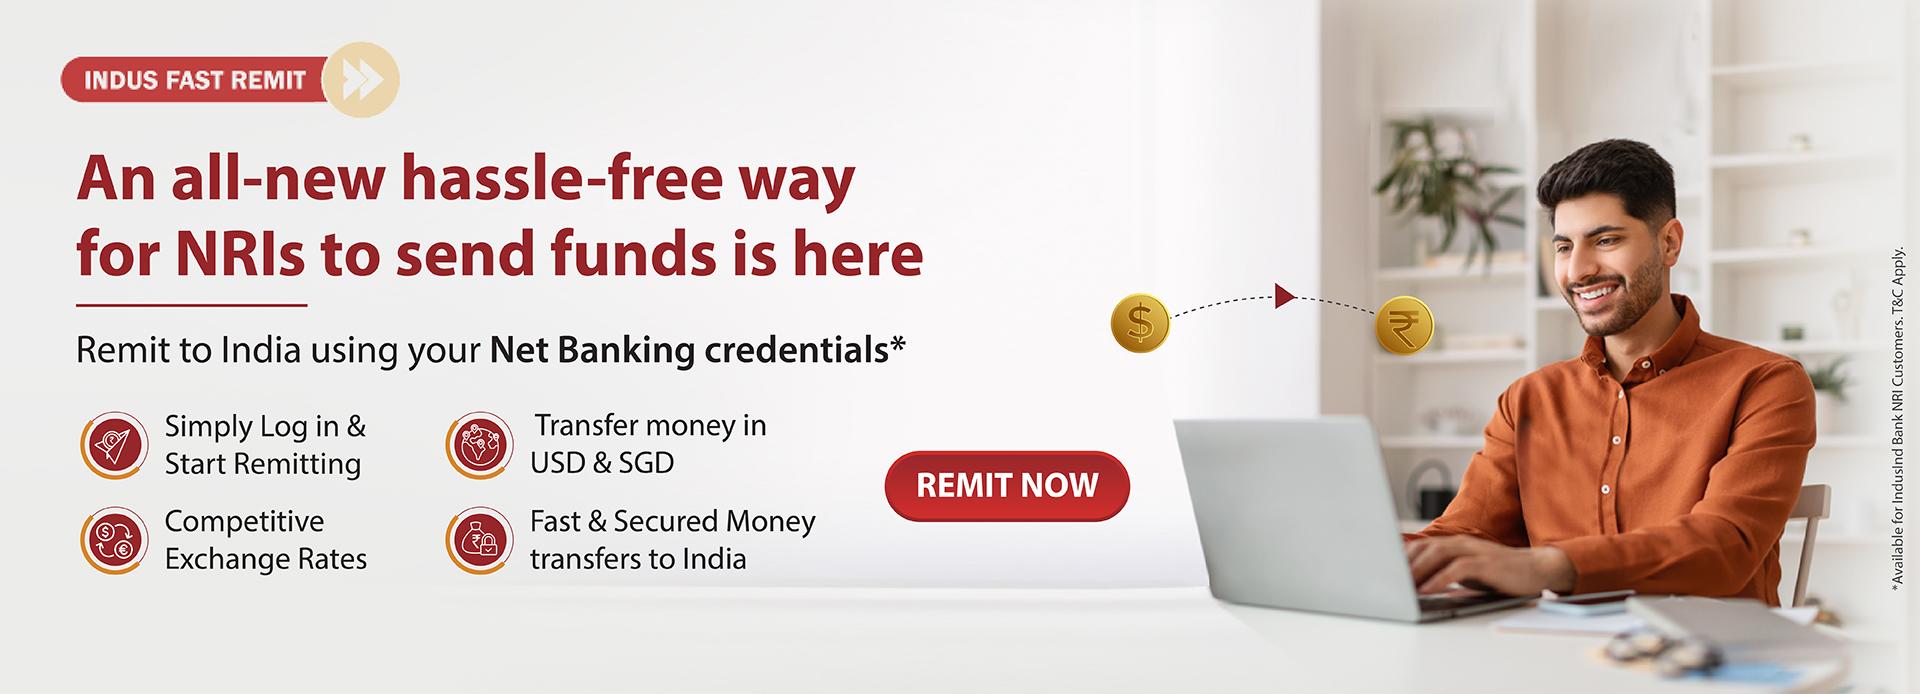 INDUS FAST REMIT
An all-new hassle-free way
for NRIs to send funds is here
Remit to India using your Net Banking credentials*
Simply Log in &
Start Remitting
Transfer money in
USD & SGD
Competitive
Exchange Rates
Fast & Secured Money
transfers to India
REMIT NOW
$
₹
*Available for IndusInd Bank NRI Customers. T&C Apply.